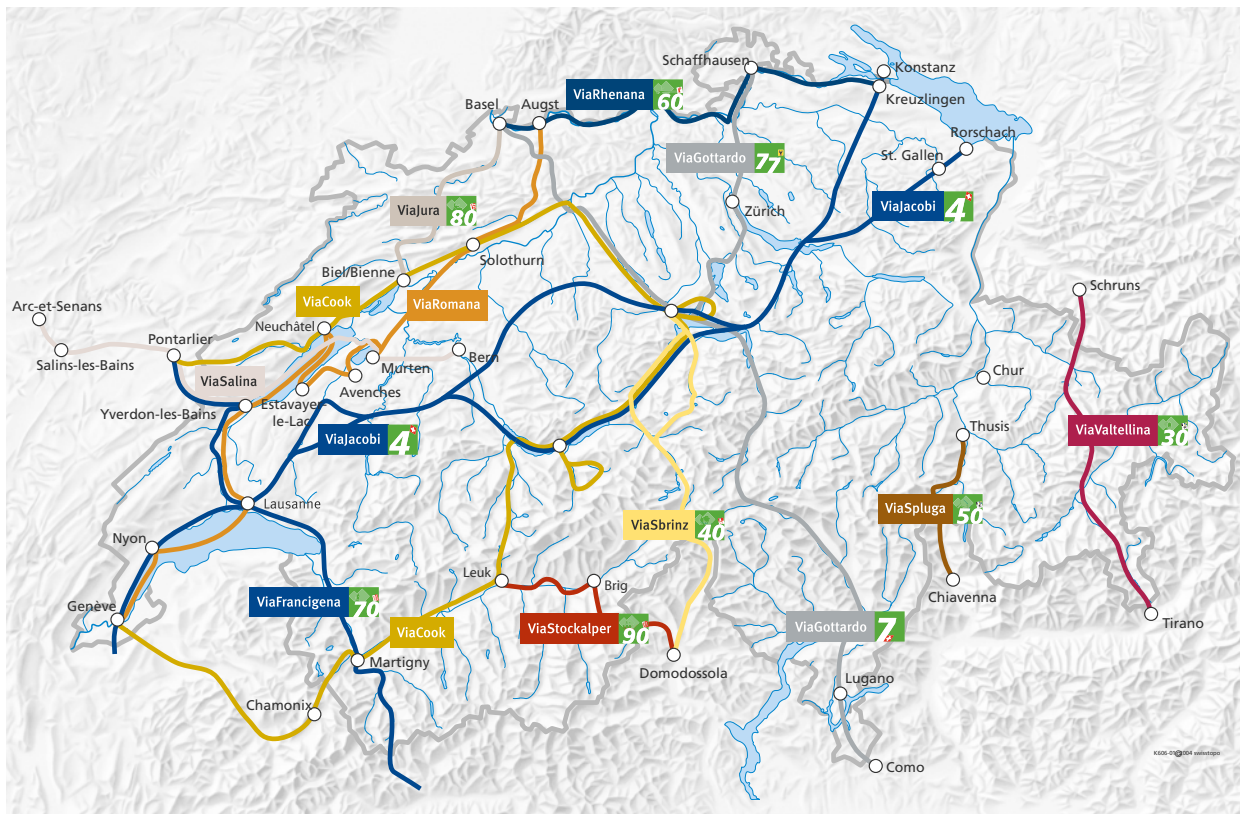 Schaffhausen
Konstanz
Kreuzlingen
ViaRhenana 60
Basel
Augst
Rorschach
St. Gallen
ViaGottardo 77
ViaJacobi 4
Zürich
ViaJura 80
Solothurn
Biel/Bienne
Schruns
Arc-et-Senans
ViaCook
ViaRomana
Neuchâtel
Pontarlier
Salins-les-Bains
Bern
Murten
Chur
ViaSalina
Avenches
Yverdon-les-Bains
Estavayer-
le-Lac
Thusis
ViaValtellina 30
ViaJacobi 4
Lausanne
ViaSpluga 50
ViaSbrinz 40
Nyon
Leuk
Brig
Chiavenna
Genève
ViaFrancigena 70
ViaCook
ViaStockalper 90
ViaGottardo 7
Tirano
Martigny
Domodossola
Lugano
Chamonix
Como